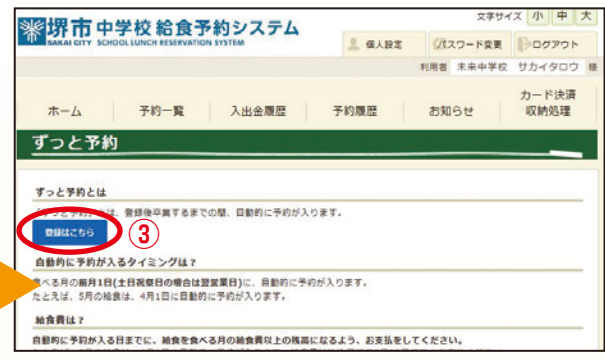 文字サイズ 小 中 大
堺市 中学校 給食予約システム
SAKAI CITY SCHOOL LUNCH RESERVATION SYSTEM
個人設定 パスワード変更 ログアウト
利用者 未来中学校 サカイタロウ 様
ホーム 予約一覧 入出金履歴 予約履歴 お知らせ カード決済
収納処理
ずっと予約
ずっと予約とは
「ずっと予約」とは、登録後卒業するまでの間、自動的に予約が入ります。
登録はこちら ③
自動的に予約が入るタイミングは？
食べる月の前月1日(土日祝祭日の場合は翌営業日)に、自動的に予約が入ります。
たとえば、5月の給食は、4月1日に自動的に予約が入ります。
給食費は？
自動的に予約が入る日までに、給食を食べる月の給食費以上の残高になるよう、お支払をしてください。